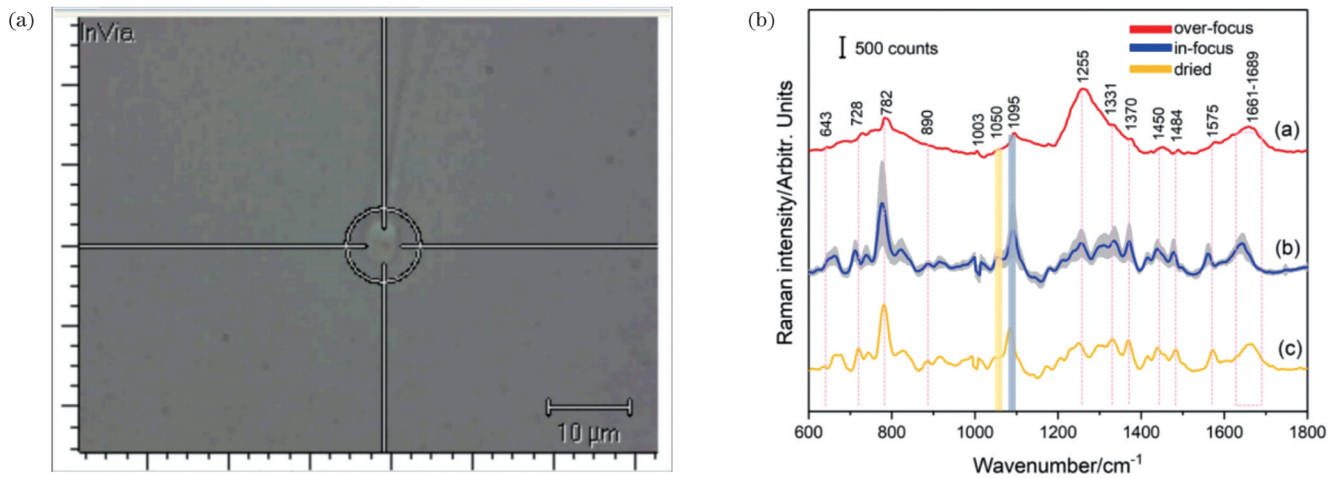 (a)
InVia
10 µm
(b)
500 counts
over-focus
in-focus
dried
643
728
782
890
1003
1050
1095
1255
1331
1370
1450
1484
1575
1661-1689
(a)
(b)
(c)
Raman intensity/Arbitr. Units
600 800 1000 1200 1400 1600 1800
Wavenumber/cm⁻¹